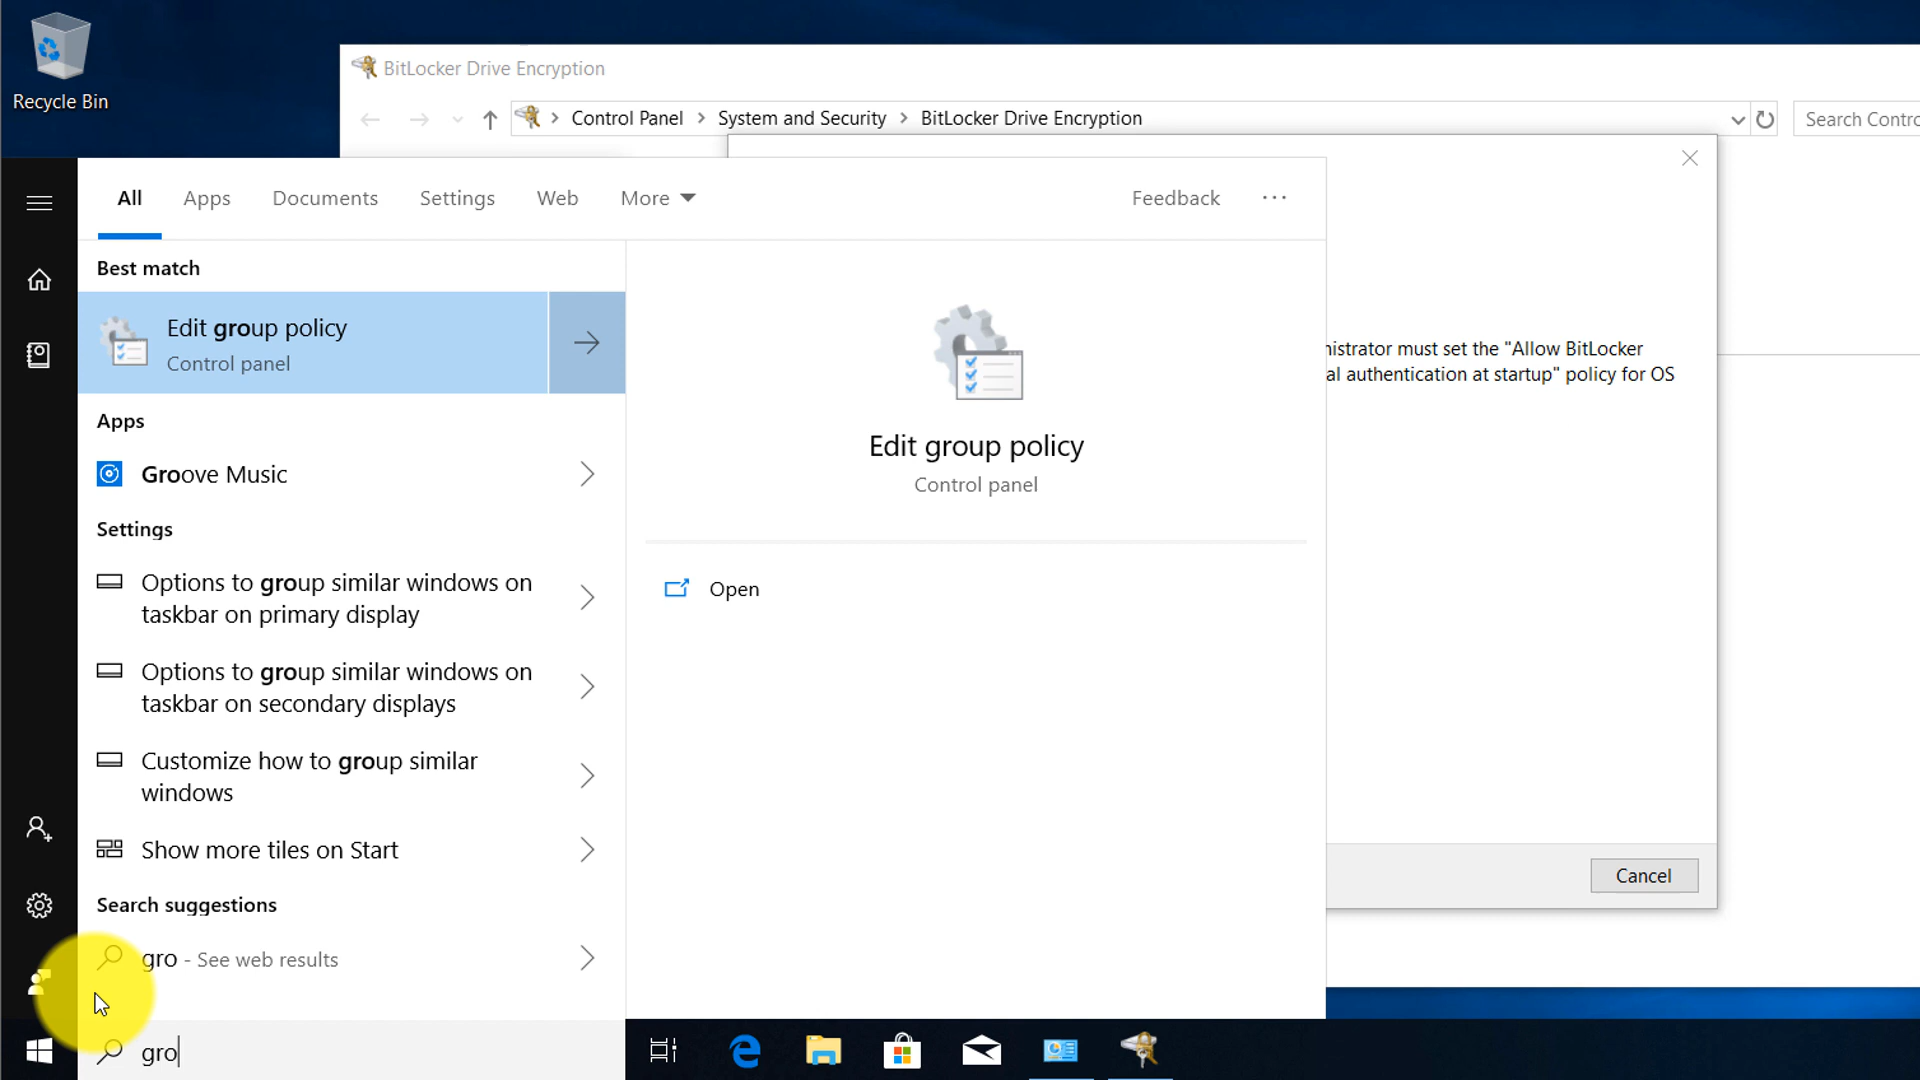 Recycle Bin
BitLocker Drive Encryption
Control Panel
System and Security
BitLocker Drive Encryption
Search Contro
All
Apps
Documents
Settings
Web
More
Feedback
Best match
Edit group policy
Control panel
Apps
Groove Music
Settings
Options to group similar windows on
taskbar on primary display
Options to group similar windows on
taskbar on secondary displays
Customize how to group similar
windows
Show more tiles on Start
Search suggestions
gro - See web results
gro
Edit group policy
Control panel
Open
nistrator must set the "Allow BitLocker
al authentication at startup" policy for OS
Cancel